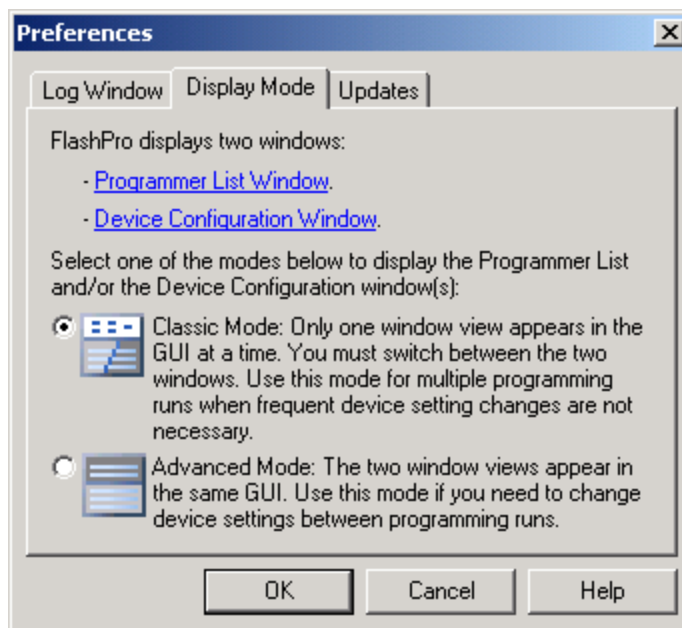 Preferences
Log Window
Display Mode
Updates
FlashPro displays two windows:
- Programmer List Window.
- Device Configuration Window.
Select one of the modes below to display the Programmer List
and/or the Device Configuration window(s):
Classic Mode: Only one window view appears in the
GUI at a time. You must switch between the two
windows. Use this mode for multiple programming
runs when frequent device setting changes are not
necessary.
Advanced Mode: The two window views appear in
the same GUI. Use this mode if you need to change
device settings between programming runs.
OK
Cancel
Help